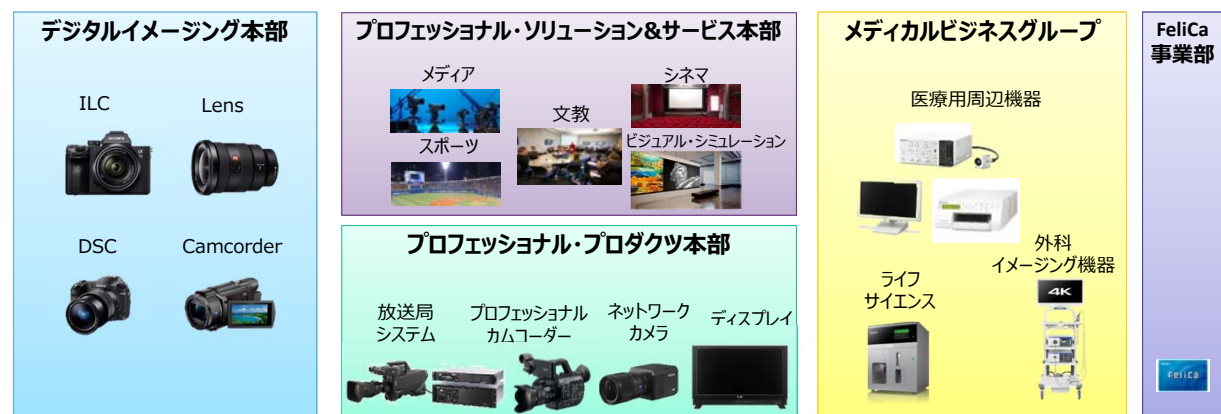 デジタルイメージング本部
ILC
Lens
DSC
Camcorder
プロフェッショナル・ソリューション&サービス本部
メディア
シネマ
文教
スポーツ
ビジュアル・シミュレーション
プロフェッショナル・プロダクツ本部
放送局
システム
プロフェッショナル
カムコーダー
ネットワーク
カメラ
ディスプレイ
メディカルビジネスグループ
医療用周辺機器
外科
イメージング機器
4K
ライフ
サイエンス
FeliCa
事業部
FeliCa